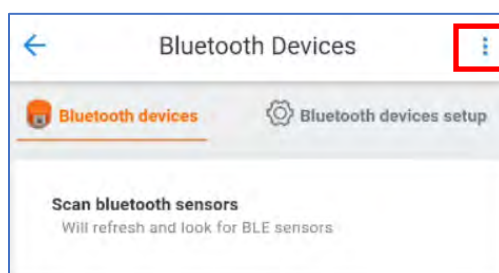 Bluetooth Devices
Bluetooth devices Bluetooth devices setup
Scan bluetooth sensors
Will refresh and look for BLE sensors